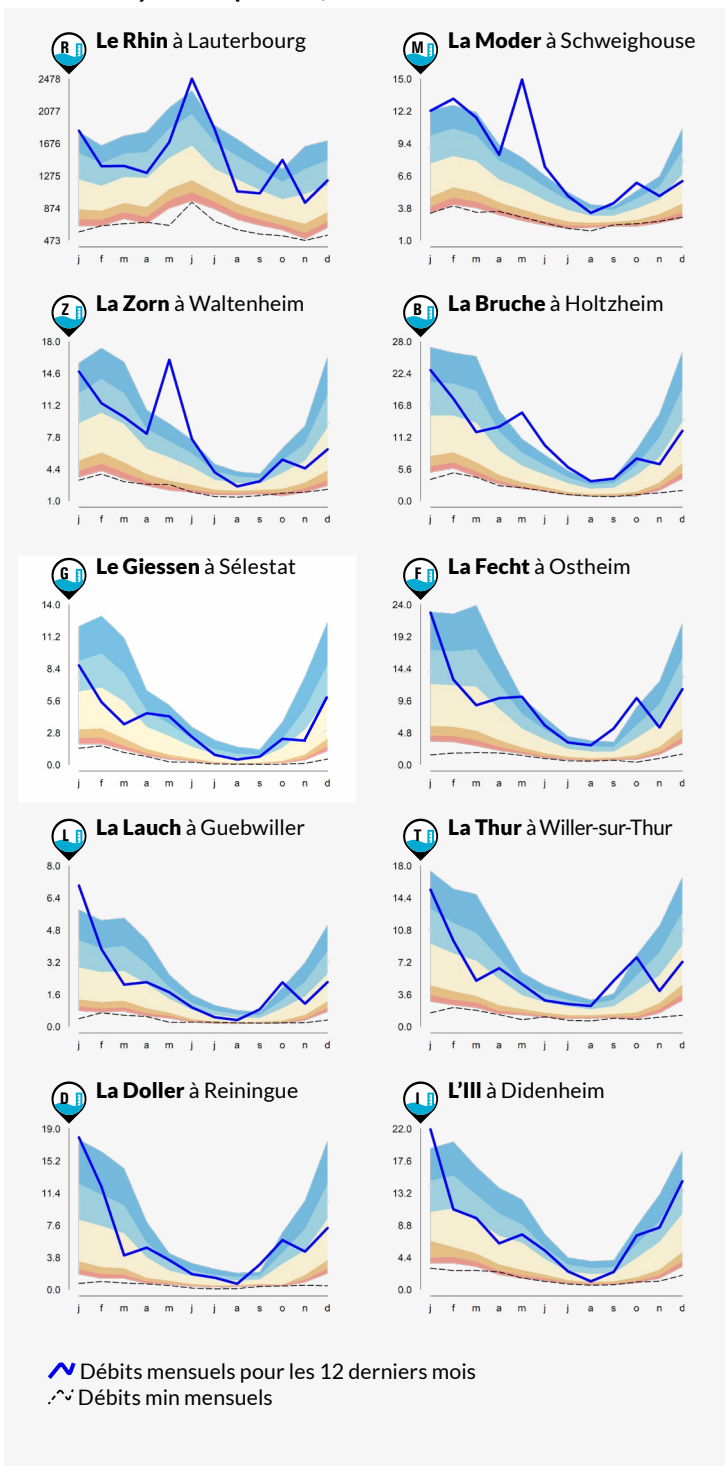 R Le Rhin à Lauterbourg
2478
2077
1676
1275
874
473
j f m a m j j a s o n d
M La Moder à Schweighouse
15.0
12.2
9.4
6.6
3.8
1.0
j f m a m j j a s o n d
Z La Zorn à Waltenheim
18.0
14.6
11.2
7.8
4.4
1.0
j f m a m j j a s o n d
B La Bruche à Holtzheim
28.0
22.4
16.8
11.2
5.6
0.0
j f m a m j j a s o n d
G Le Giessen à Sélestat
14.0
11.2
8.4
5.6
2.8
0.0
j f m a m j j a s o n d
F La Fecht à Ostheim
24.0
19.2
14.4
9.6
4.8
0.0
j f m a m j j a s o n d
L La Lauch à Guebwiller
8.0
6.4
4.8
3.2
1.6
0.0
j f m a m j j a s o n d
T La Thur à Willer-sur-Thur
18.0
14.4
10.8
7.2
3.6
0.0
j f m a m j j a s o n d
D La Doller à Reiningue
19.0
15.2
11.4
7.6
3.8
0.0
j f m a m j j a s o n d
I L'Ill à Didenheim
22.0
17.6
13.2
8.8
4.4
0.0
j f m a m j j a s o n d
Débits mensuels pour les 12 derniers mois
Débits min mensuels